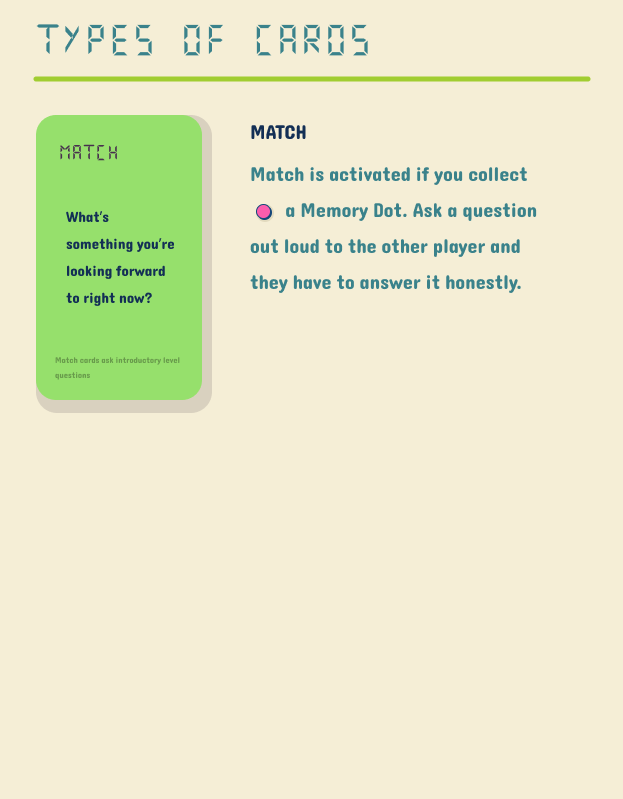 TYPES OF CARDS
MATCH
What's
something you're
looking forward
to right now?
Match cards ask introductory level
questions
MATCH
Match is activated if you collect
a Memory Dot. Ask a question
out loud to the other player and
they have to answer it honestly.